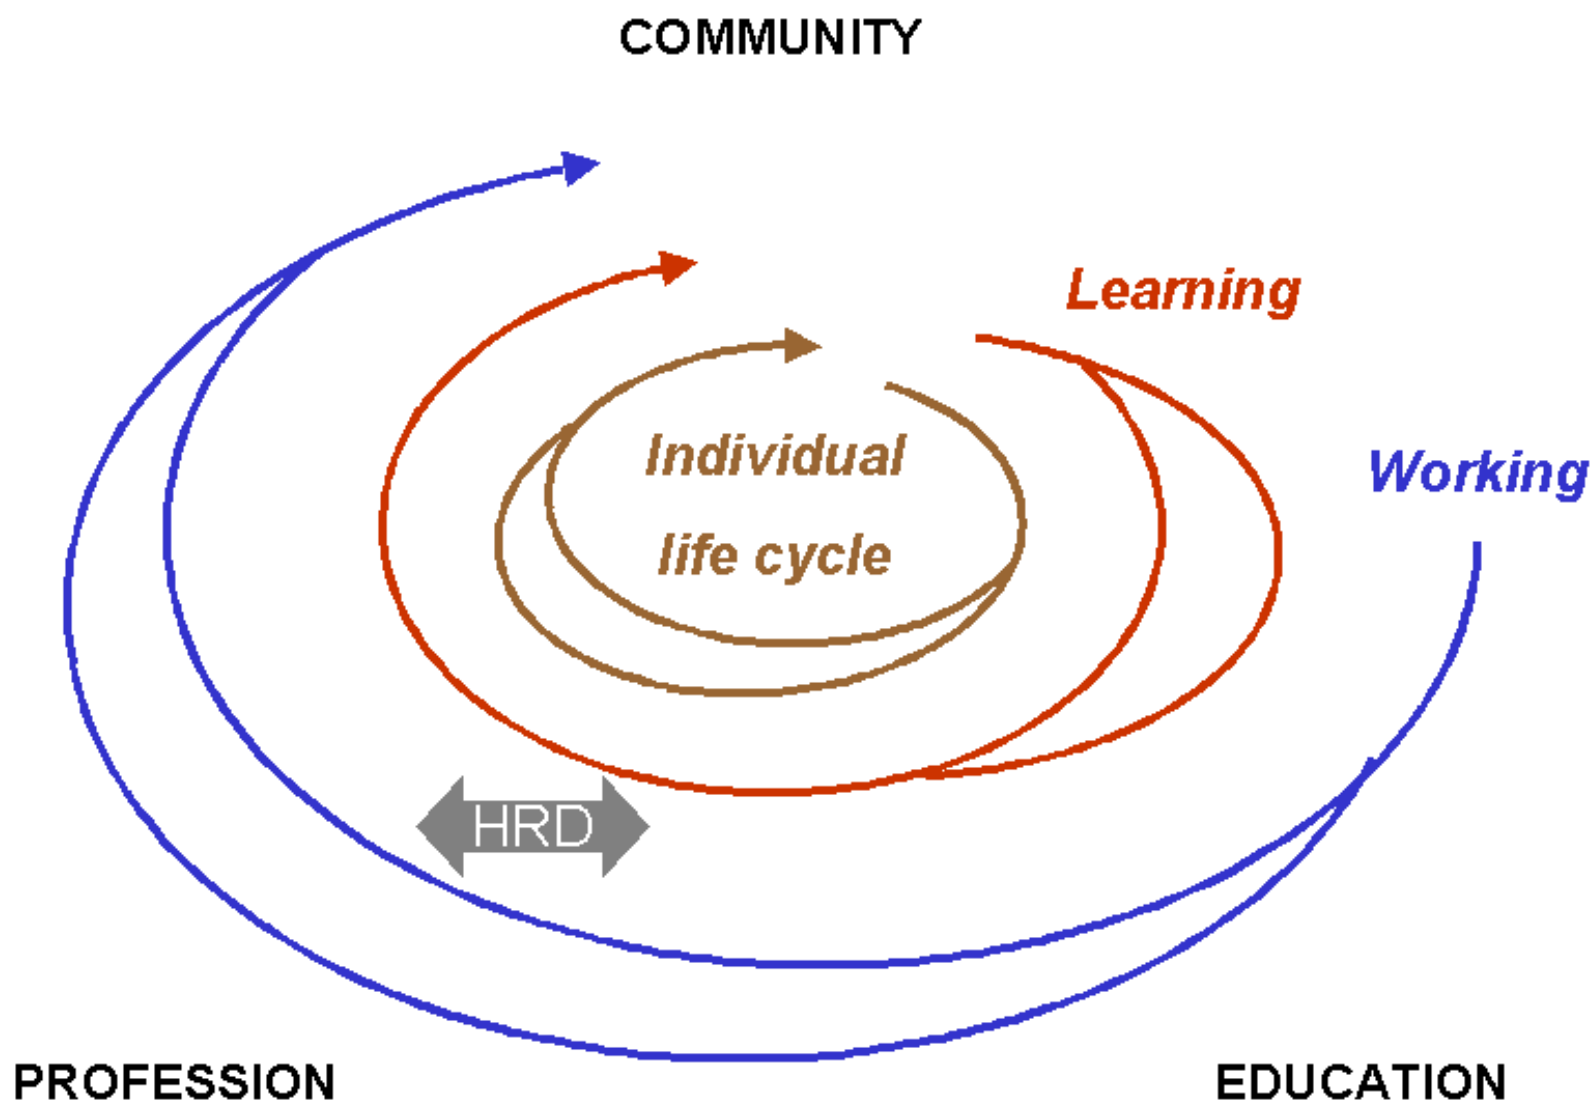 COMMUNITY
Learning
Individual
life cycle
Working
HRD
PROFESSION
EDUCATION